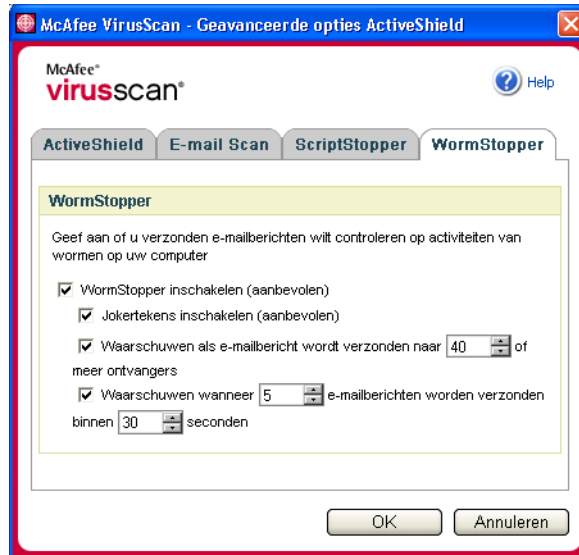 McAfee VirusScan - Geavanceerde opties ActiveShield
McAfee®
virusscan®
Help
ActiveShield
E-mail Scan
ScriptStopper
WormStopper
WormStopper
Geef aan of u verzonden e-mailberichten wilt controleren op activiteiten van
wormen op uw computer
WormStopper inschakelen (aanbevolen)
Jokertekens inschakelen (aanbevolen)
Waarschuwen als e-mailbericht wordt verzonden naar 40 of
meer ontvangers
Waarschuwen wanneer 5 e-mailberichten worden verzonden
binnen 30 seconden
OK
Annuleren